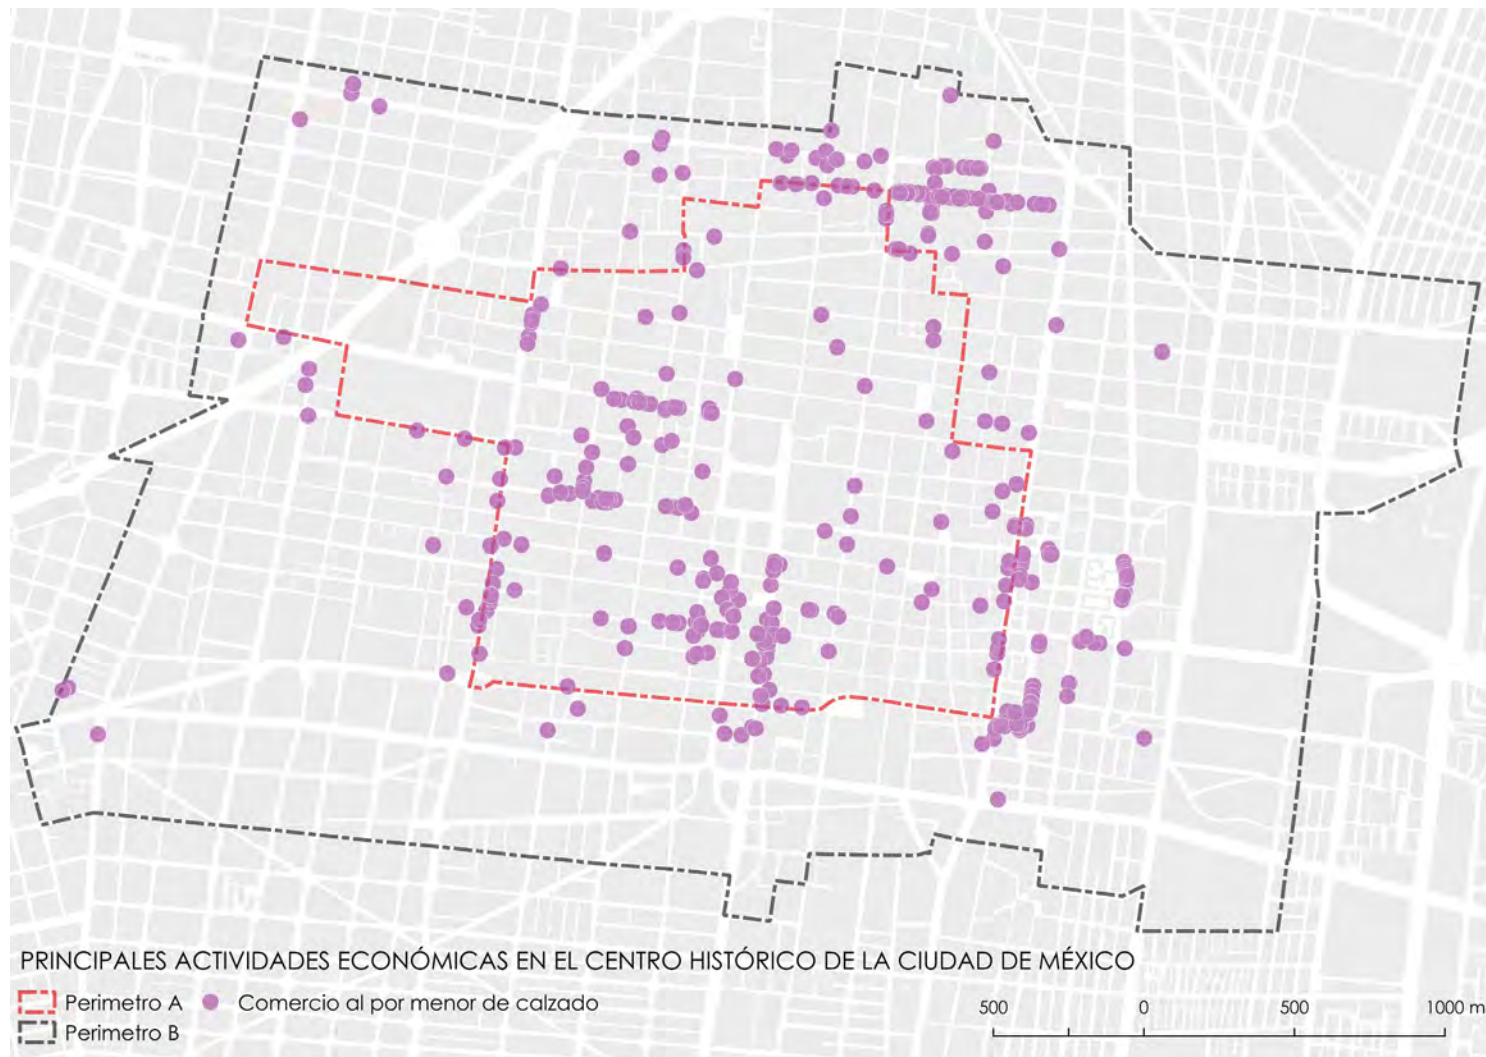 PRINCIPALES ACTIVIDADES ECONÓMICAS EN EL CENTRO HISTÓRICO DE LA CIUDAD DE MÉXICO
Perimetro A Comercio al por menor de calzado
Perimetro B
500 0 500 1000 m